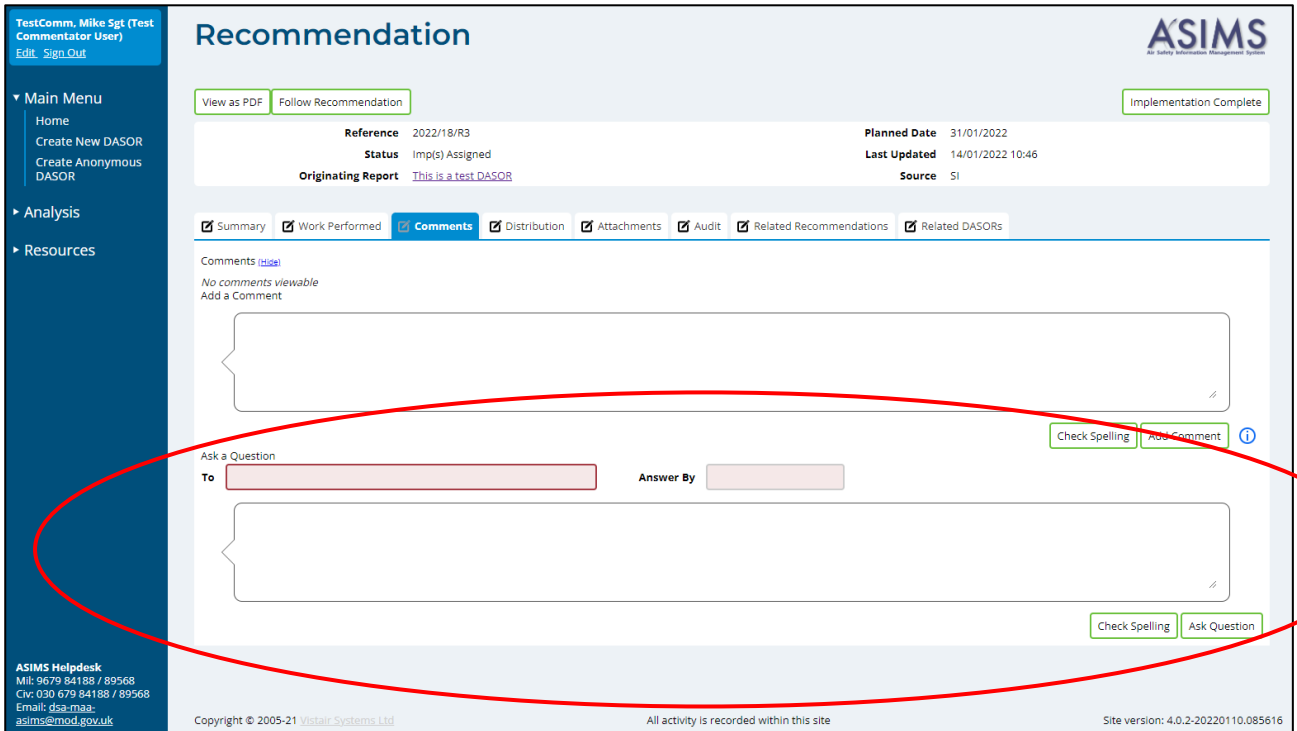 TestComm, Mike Sgt (Test
Commentator User)
Edit Sign Out
▾ Main Menu
Home
Create New DASOR
Create Anonymous
DASOR
▸ Analysis
▸ Resources
ASIMS Helpdesk
Mil: 9679 84188 / 89568
Civ: 030 679 84188 / 89568
Email: dsa-maa-
asims@mod.gov.uk
Recommendation
ASIMS
Air Safety Information Management System
View as PDF Follow Recommendation Implementation Complete
Reference 2022/18/R3 Planned Date 31/01/2022
Status Imp(s) Assigned Last Updated 14/01/2022 10:46
Originating Report This is a test DASOR Source SI
Summary Work Performed Comments Distribution Attachments Audit Related Recommendations Related DASORs
Comments (Hide)
No comments viewable
Add a Comment
Check Spelling Add Comment
Ask a Question
To Answer By
Check Spelling Ask Question
Copyright © 2005-21 Vistair Systems Ltd All activity is recorded within this site Site version: 4.0.2-20220110.085616